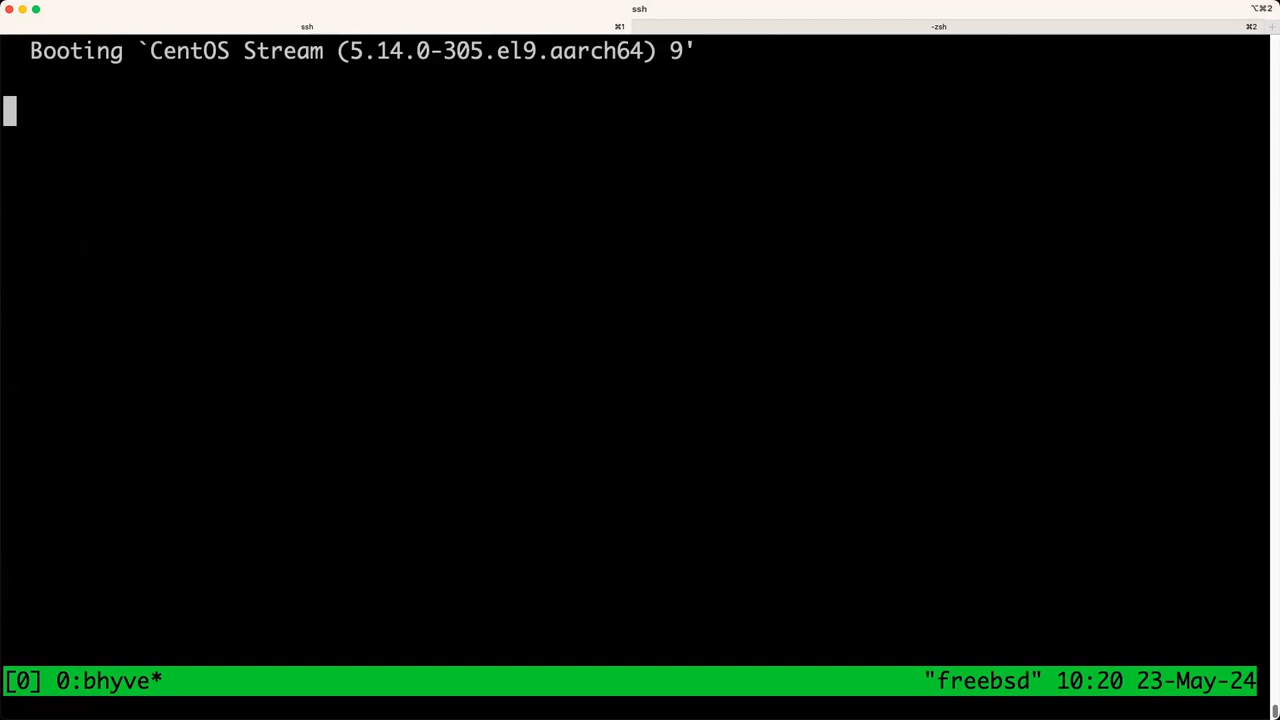 ssh
⌥⌘2
ssh
⌘1
-zsh
⌘2
Booting `CentOS Stream (5.14.0-305.el9.aarch64) 9'
[0] 0:bhyve*
"freebsd" 10:20 23-May-24